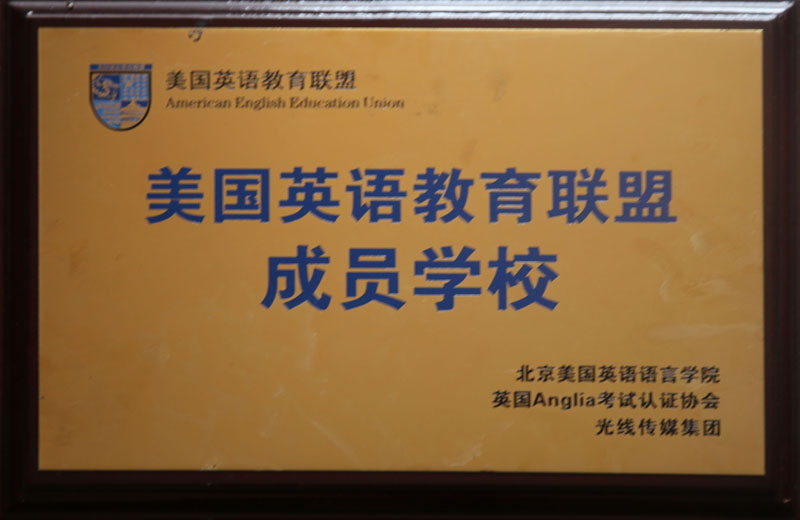 美国英语教育联盟
American English Education Union
美国英语教育联盟
成员学校
北京美国英语语言学院
英国Anglia考试认证协会
光线传媒集团